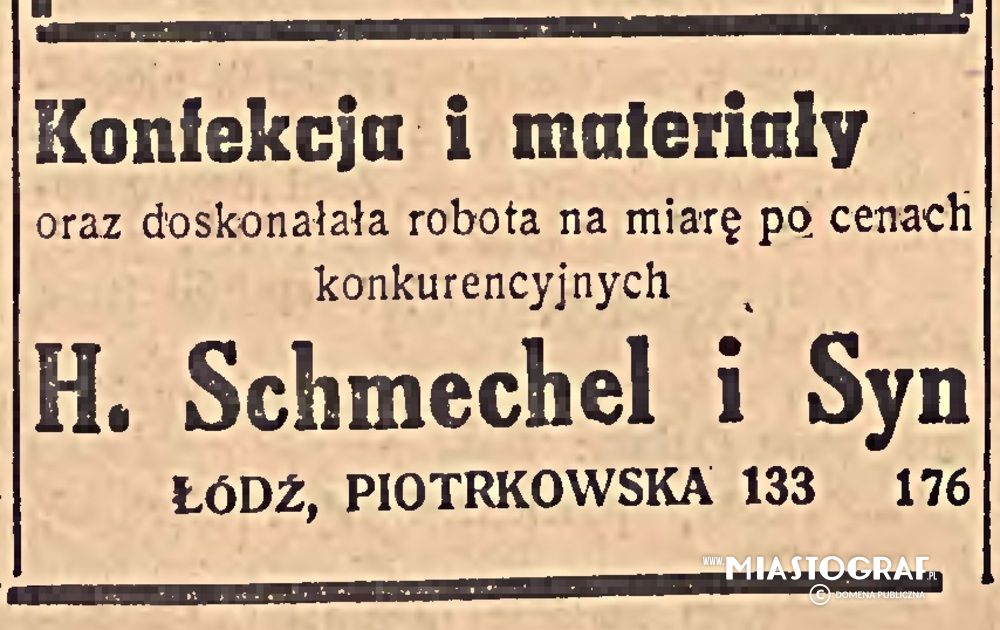 Konfekcja i materiały
oraz doskonałała robota na miarę po cenach
konkurencyjnych
H. Schmechel i Syn
ŁÓDŹ, PIOTRKOWSKA 133 176
WWW.MIASTOGRAF.PL
© DOMENA PUBLICZNA